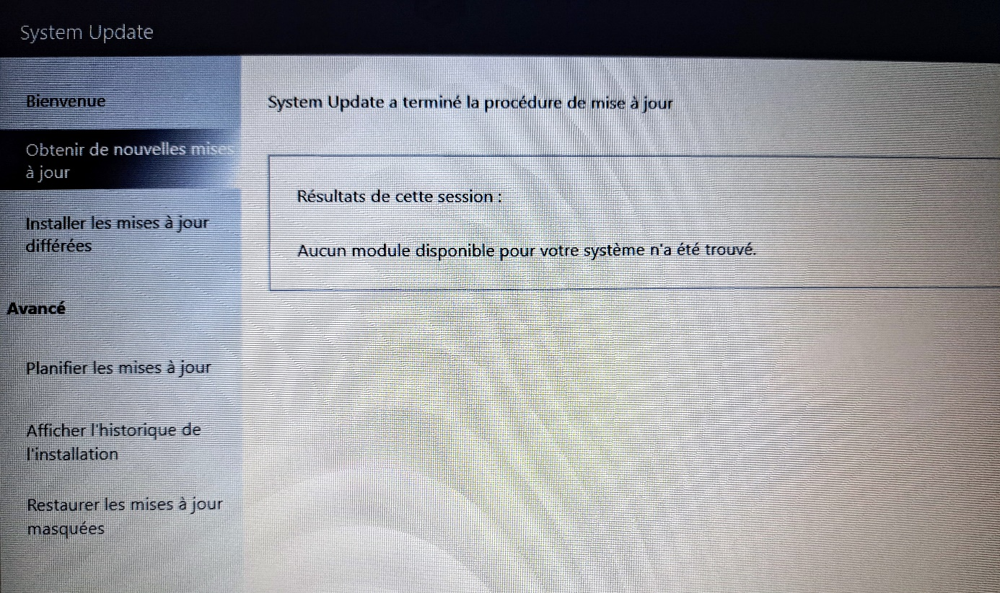 System Update
Bienvenue
Obtenir de nouvelles mises
à jour
Installer les mises à jour
différées
Avancé
Planifier les mises à jour
Afficher l'historique de
l'installation
Restaurer les mises à jour
masquées
System Update a terminé la procédure de mise à jour
Résultats de cette session :
Aucun module disponible pour votre système n'a été trouvé.